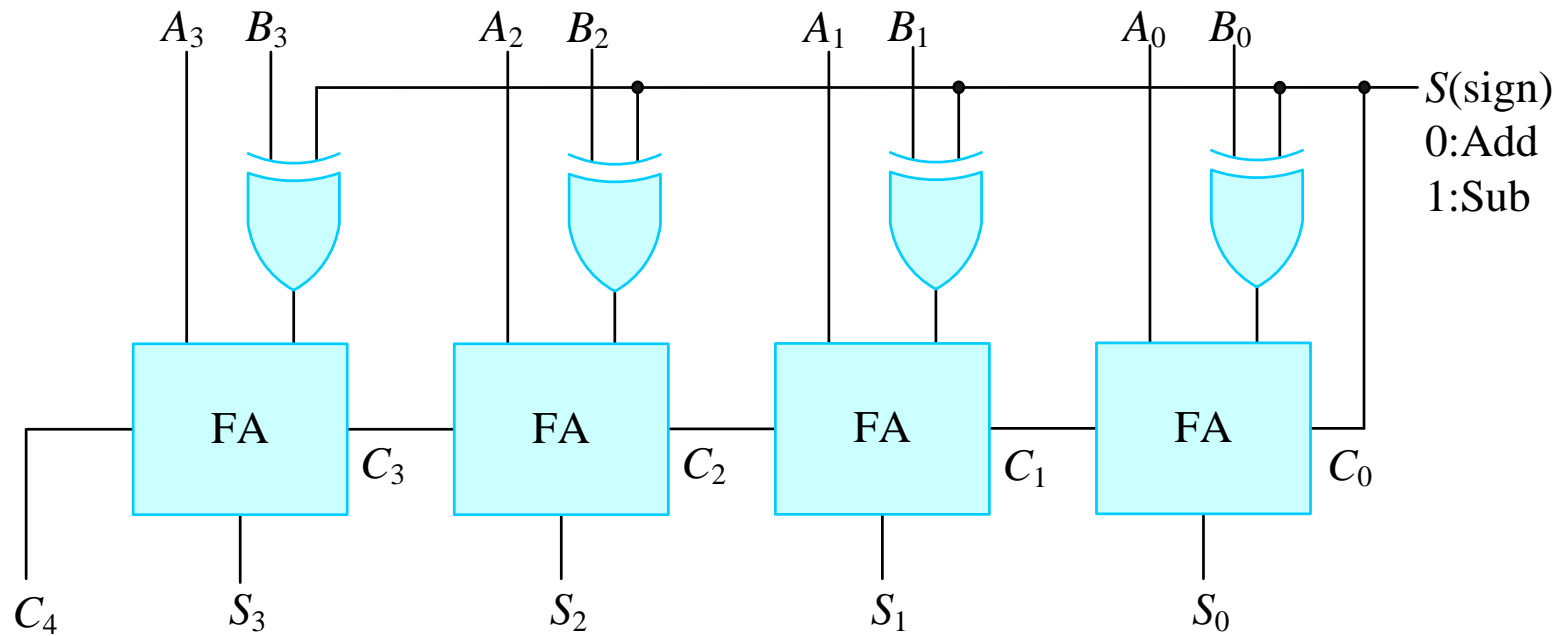 A₃ B₃ A₂ B₂ A₁ B₁ A₀ B₀
S(sign)
0:Add
1:Sub
FA FA FA FA
C₃ C₂ C₁ C₀
C₄ S₃ S₂ S₁ S₀